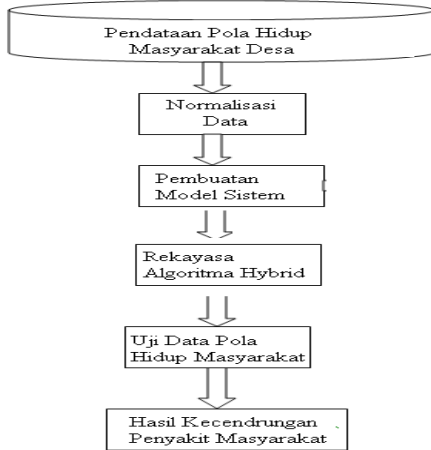 Pendataan Pola Hidup
Masyarakat Desa
Normalisasi
Data
Pembuatan
Model Sistem
Rekayasa
Algoritma Hybrid
Uji Data Pola
Hidup Masyarakat
Hasil Kecendrungan
Penyakit Masyarakat